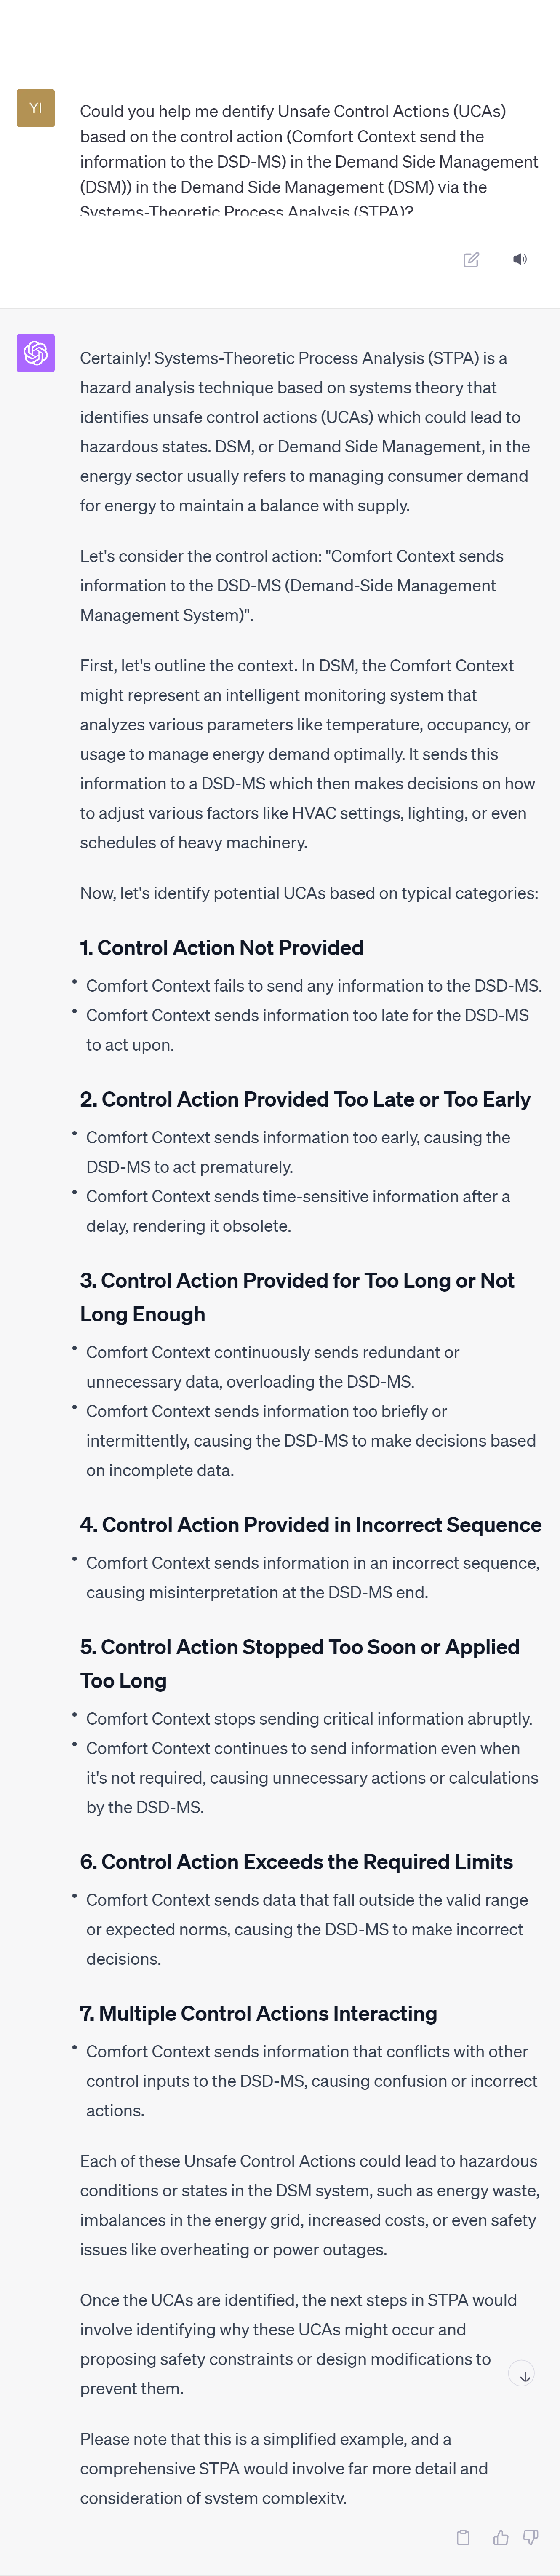 YI
Could you help me dentify Unsafe Control Actions (UCAs)
based on the control action (Comfort Context send the
information to the DSD-MS) in the Demand Side Management
(DSM)) in the Demand Side Management (DSM) via the
Systems-Theoretic Process Analysis (STPA)?
Certainly! Systems-Theoretic Process Analysis (STPA) is a
hazard analysis technique based on systems theory that
identifies unsafe control actions (UCAs) which could lead to
hazardous states. DSM, or Demand Side Management, in the
energy sector usually refers to managing consumer demand
for energy to maintain a balance with supply.
Let's consider the control action: "Comfort Context sends
information to the DSD-MS (Demand-Side Management
Management System)".
First, let's outline the context. In DSM, the Comfort Context
might represent an intelligent monitoring system that
analyzes various parameters like temperature, occupancy, or
usage to manage energy demand optimally. It sends this
information to a DSD-MS which then makes decisions on how
to adjust various factors like HVAC settings, lighting, or even
schedules of heavy machinery.
Now, let's identify potential UCAs based on typical categories:
1. Control Action Not Provided
• Comfort Context fails to send any information to the DSD-MS.
• Comfort Context sends information too late for the DSD-MS
to act upon.
2. Control Action Provided Too Late or Too Early
• Comfort Context sends information too early, causing the
DSD-MS to act prematurely.
• Comfort Context sends time-sensitive information after a
delay, rendering it obsolete.
3. Control Action Provided for Too Long or Not
Long Enough
• Comfort Context continuously sends redundant or
unnecessary data, overloading the DSD-MS.
• Comfort Context sends information too briefly or
intermittently, causing the DSD-MS to make decisions based
on incomplete data.
4. Control Action Provided in Incorrect Sequence
• Comfort Context sends information in an incorrect sequence,
causing misinterpretation at the DSD-MS end.
5. Control Action Stopped Too Soon or Applied
Too Long
• Comfort Context stops sending critical information abruptly.
• Comfort Context continues to send information even when
it's not required, causing unnecessary actions or calculations
by the DSD-MS.
6. Control Action Exceeds the Required Limits
• Comfort Context sends data that fall outside the valid range
or expected norms, causing the DSD-MS to make incorrect
decisions.
7. Multiple Control Actions Interacting
• Comfort Context sends information that conflicts with other
control inputs to the DSD-MS, causing confusion or incorrect
actions.
Each of these Unsafe Control Actions could lead to hazardous
conditions or states in the DSM system, such as energy waste,
imbalances in the energy grid, increased costs, or even safety
issues like overheating or power outages.
Once the UCAs are identified, the next steps in STPA would
involve identifying why these UCAs might occur and
proposing safety constraints or design modifications to
prevent them.
Please note that this is a simplified example, and a
comprehensive STPA would involve far more detail and
consideration of system complexity.